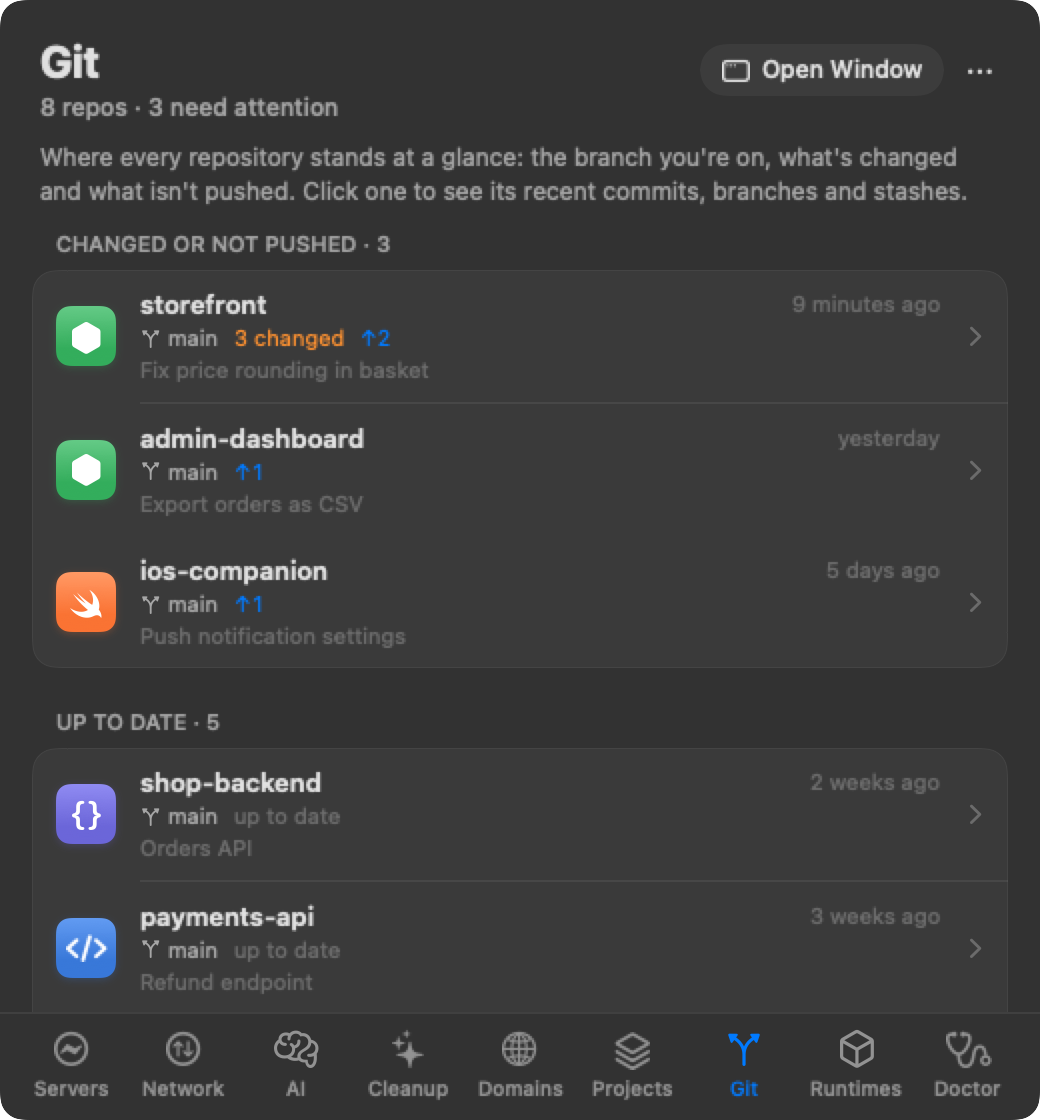 Git
Open Window
8 repos · 3 need attention
Where every repository stands at a glance: the branch you're on, what's changed
and what isn't pushed. Click one to see its recent commits, branches and stashes.
CHANGED OR NOT PUSHED · 3
storefront
9 minutes ago
main 3 changed ↑2
Fix price rounding in basket
admin-dashboard
yesterday
main ↑1
Export orders as CSV
ios-companion
5 days ago
main ↑1
Push notification settings
UP TO DATE · 5
shop-backend
2 weeks ago
{} main up to date
Orders API
payments-api
3 weeks ago
</> main up to date
Refund endpoint
Servers Network AI Cleanup Domains Projects Git Runtimes Doctor